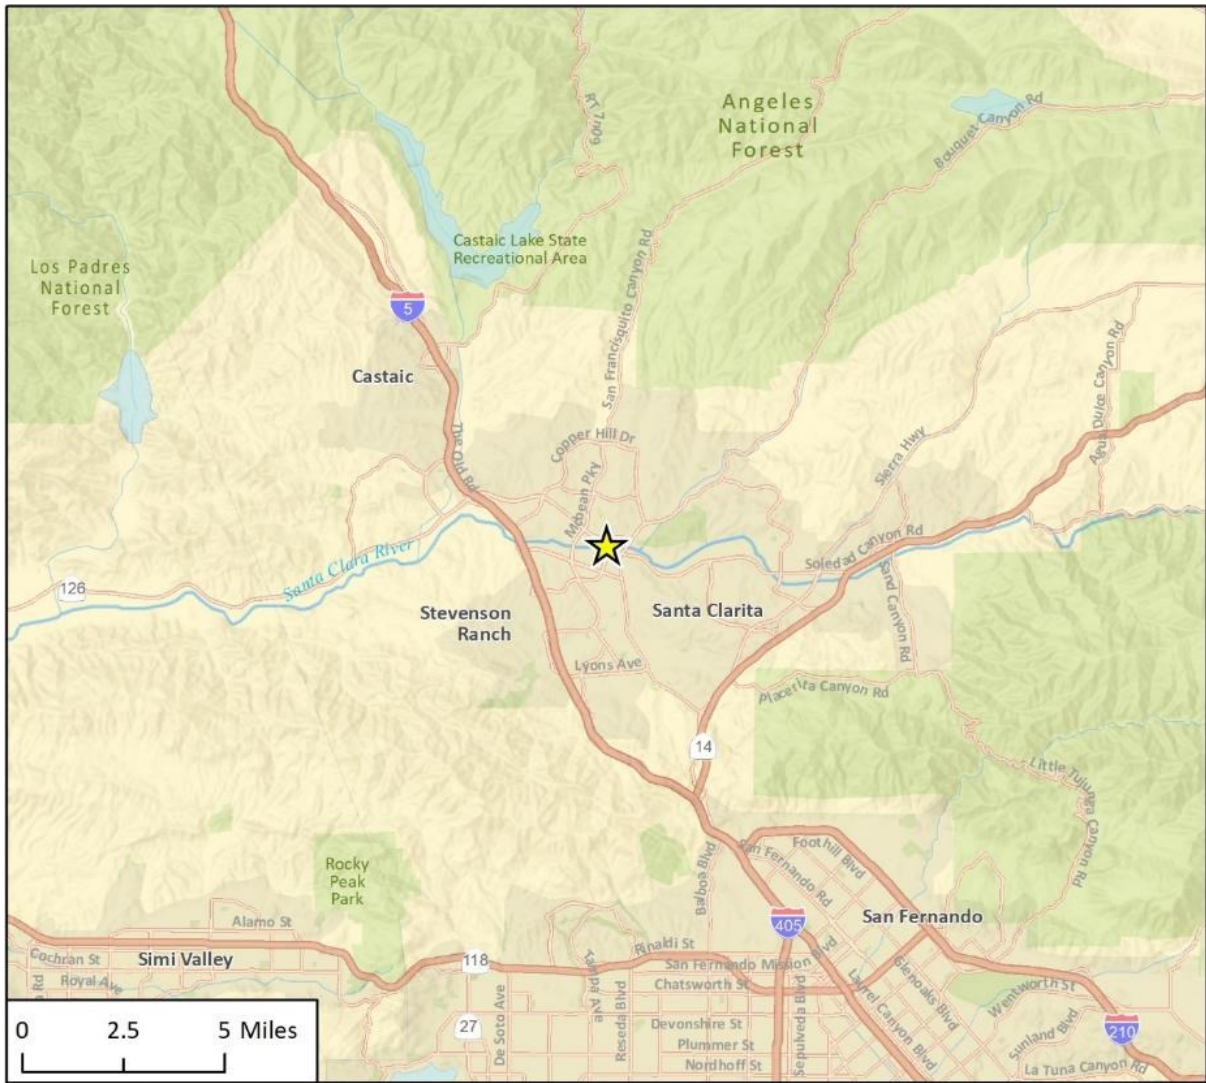 Angeles
National
Forest
RT 7n09
Bouquet Canyon Rd
Castaic Lake State
Recreational Area
Los Padres
National
Forest
San Francisquito Canyon Rd
5
Castaic
Agua Dulce Canyon Rd
Sierra Hwy
Copper Hill Dr
The Old Rd
Mcbean Pky
Soledad Canyon Rd
Santa Clara River
126
Sand Canyon Rd
Stevenson
Ranch
Santa Clarita
Lyons Ave
Placerita Canyon Rd
14
Little Tujunga Canyon Rd
Balboa Blvd
San Fernando Rd
Foothill Blvd
Rocky
Peak
Park
San Fernando
405
Alamo St
Rinaldi St
Cochran St
Simi Valley
118
San Fernando Mission Blvd
Royal Ave
Tampa Ave
Chatsworth St
Glenoaks Blvd
Laurel Canyon Blvd
Wentworth St
Reseda Blvd
Sepulveda Blvd
De Soto Ave
27
Devonshire St
Sunland Blvd
210
Plummer St
Nordhoff St
La Tuna Canyon Rd
0 2.5 5 Miles